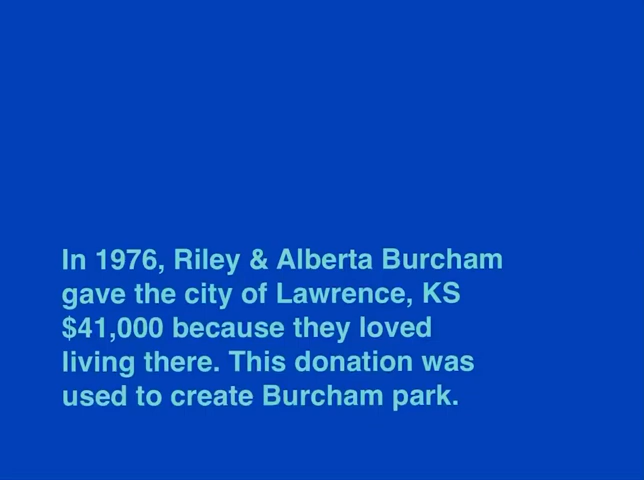 In 1976, Riley & Alberta Burcham
gave the city of Lawrence, KS
$41,000 because they loved
living there. This donation was
used to create Burcham park.